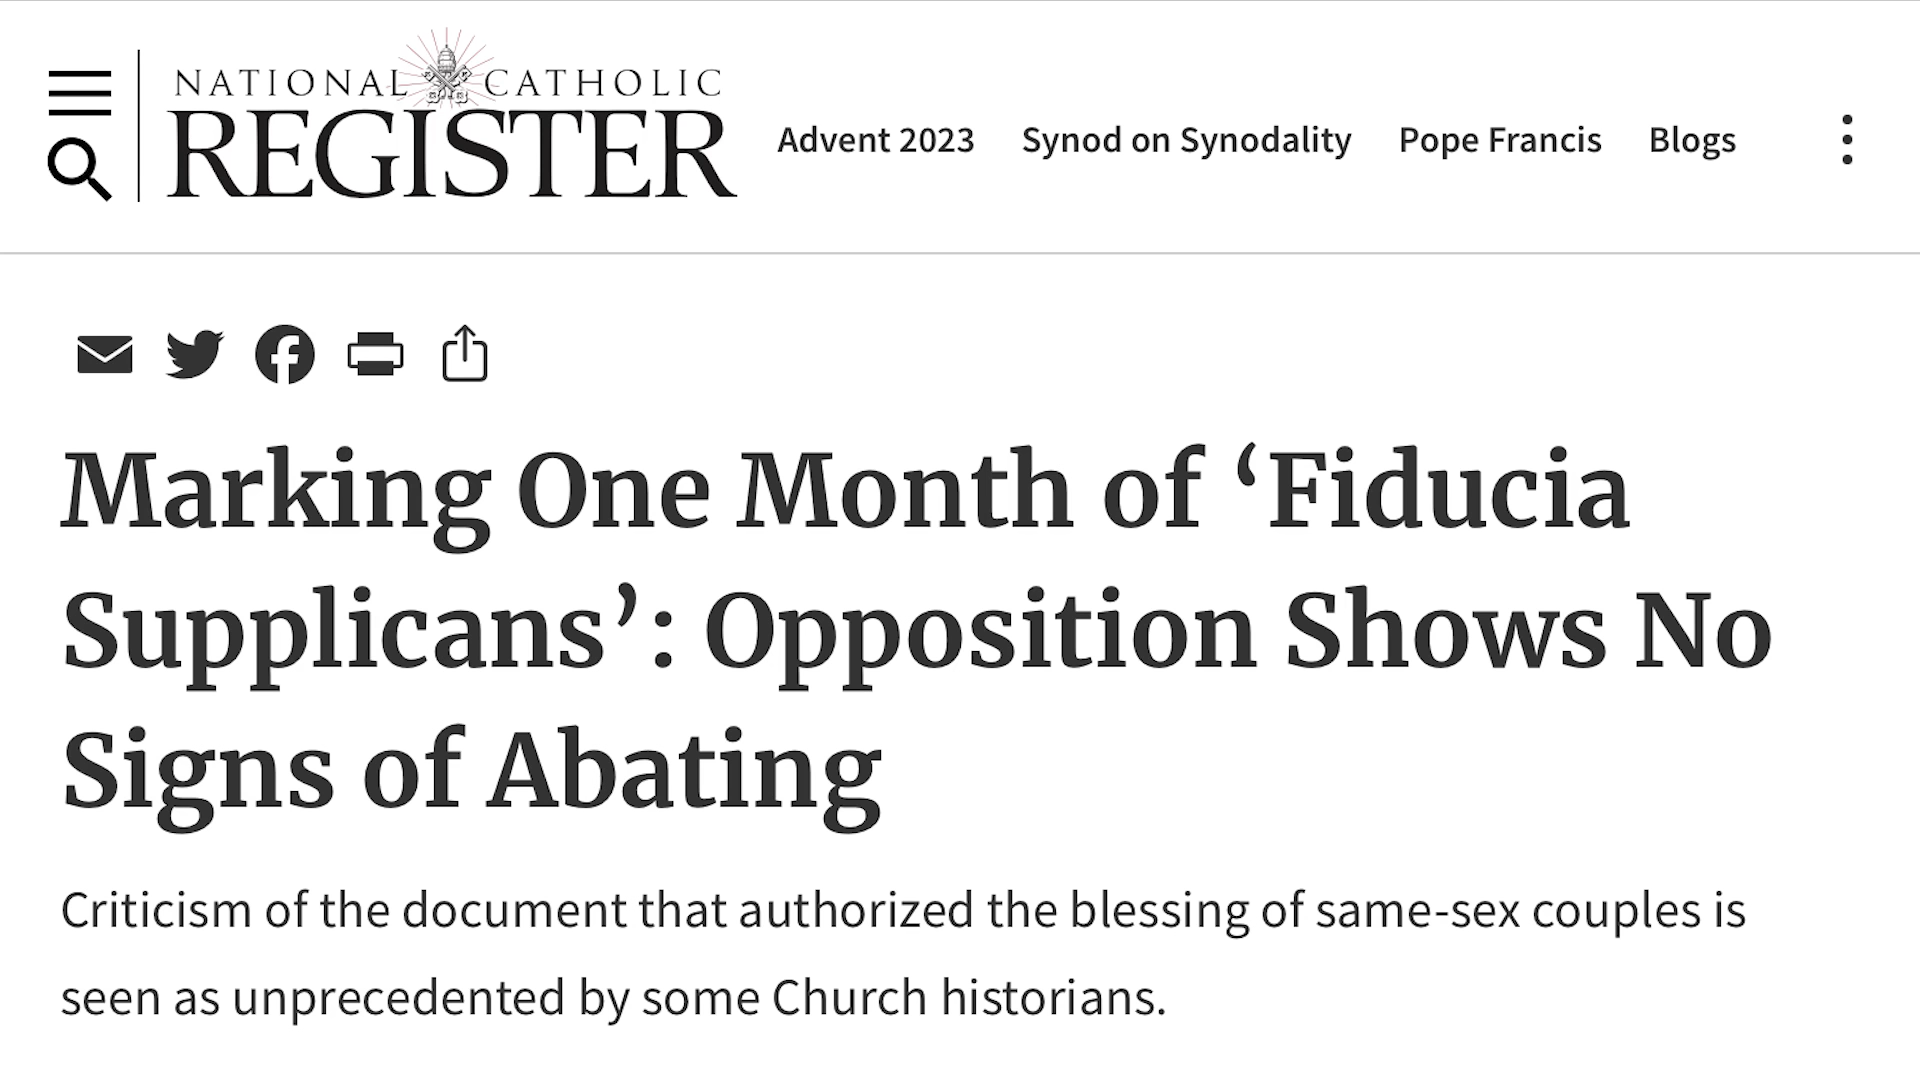 NATIONAL CATHOLIC
REGISTER
Advent 2023 Synod on Synodality Pope Francis Blogs
Marking One Month of ‘Fiducia
Supplicans’: Opposition Shows No
Signs of Abating
Criticism of the document that authorized the blessing of same-sex couples is
seen as unprecedented by some Church historians.